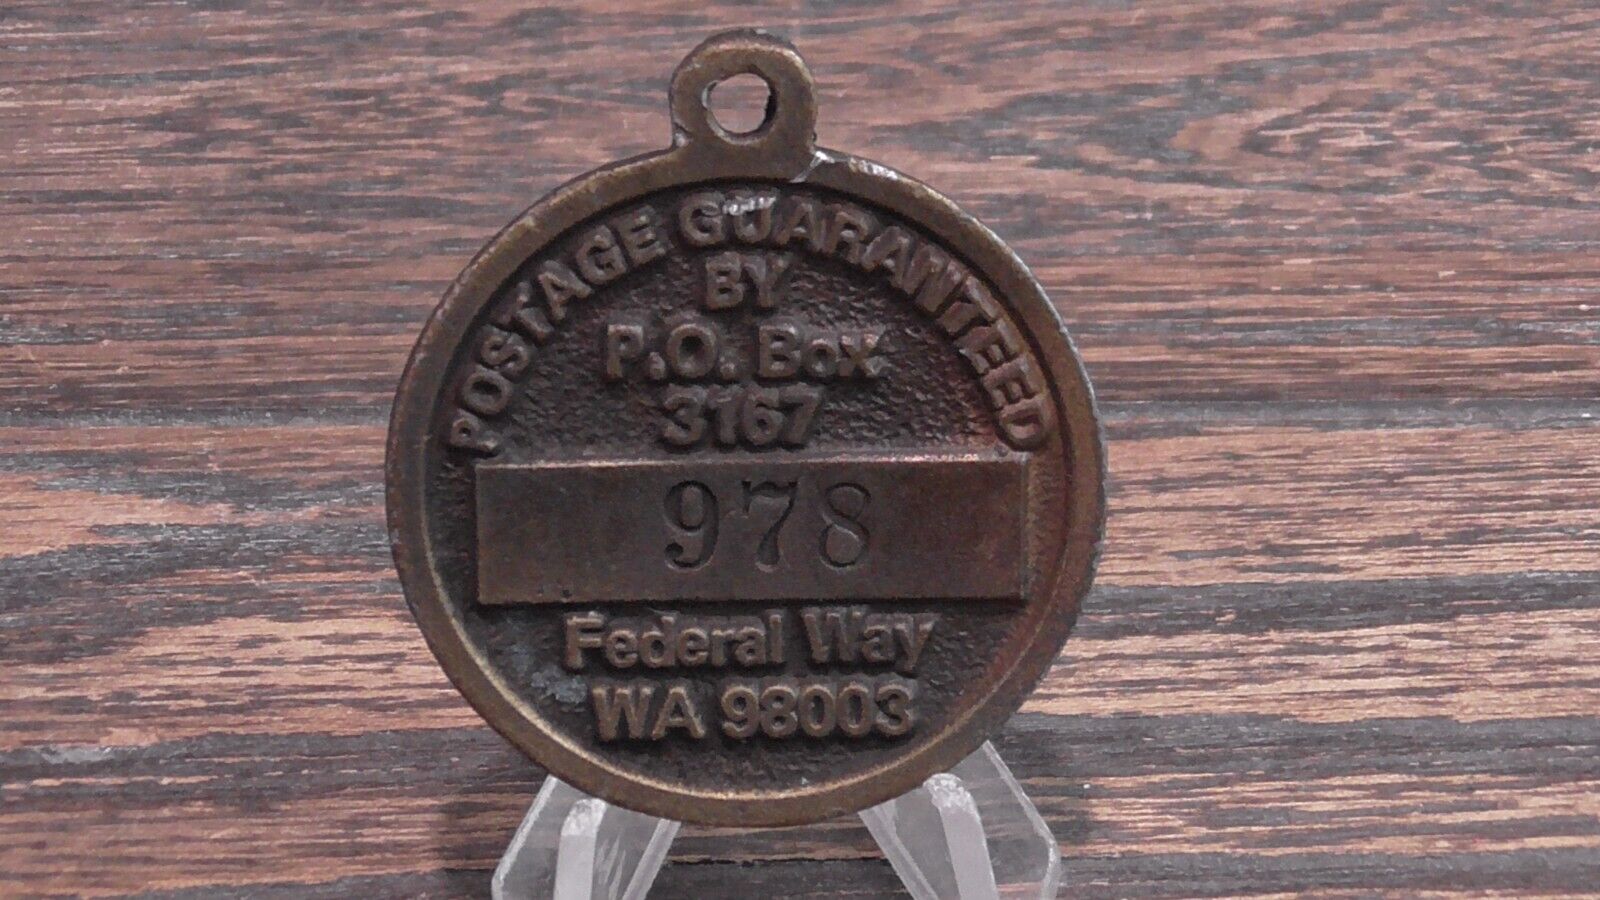 POSTAGE GUARANTEED
BY
P.O. Box
3167
978
Federal Way
WA 98003